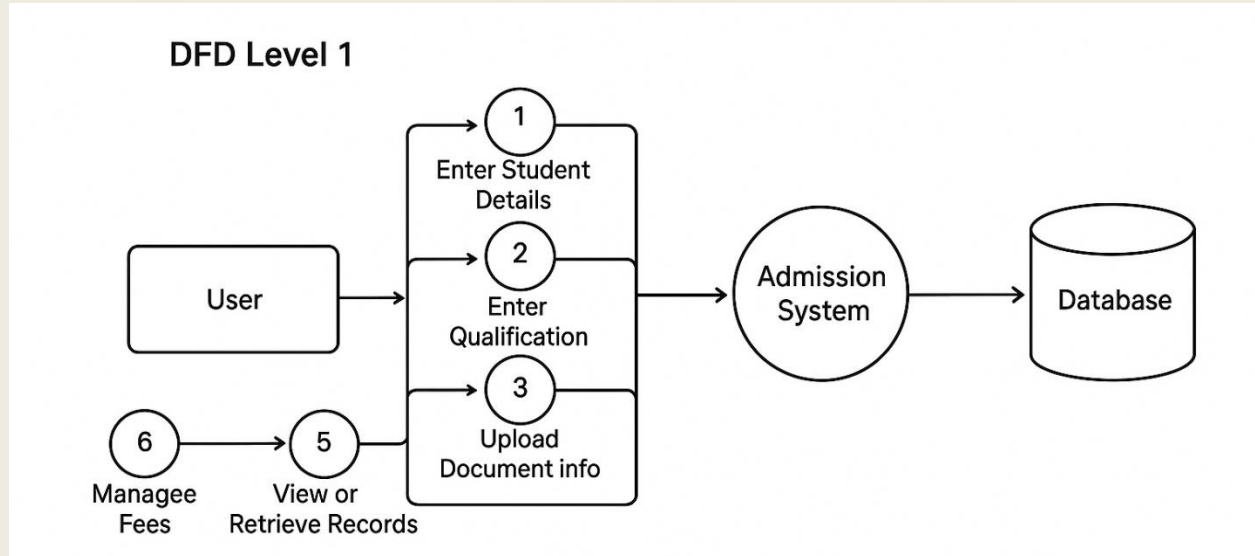 DFD Level 1
1
Enter Student
Details
2
Enter
Qualification
3
Upload
Document info
User
6
Managee
Fees
5
View or
Retrieve Records
Admission
System
Database